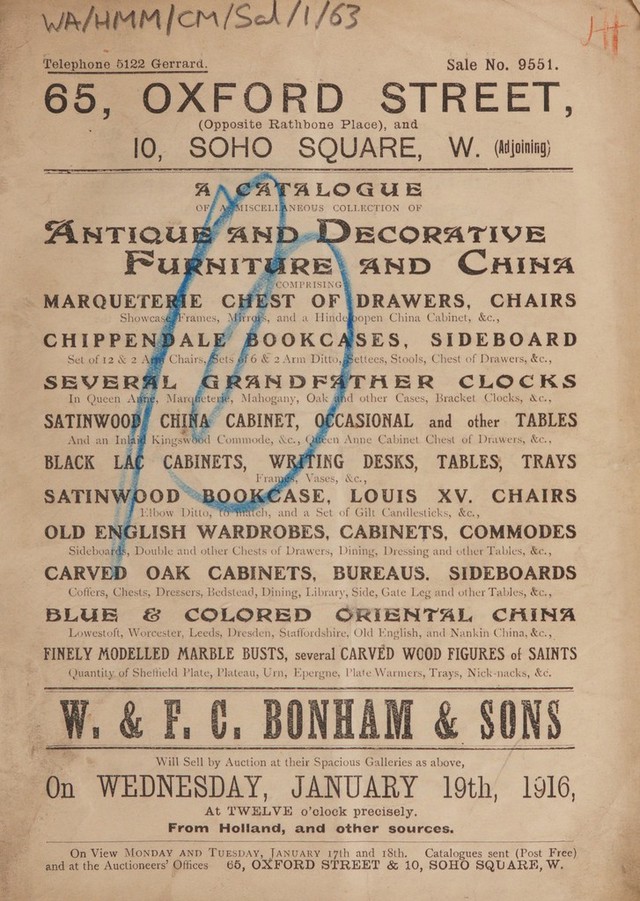 WA/HMM/CM/Sal/1/63
Telephone 5122 Gerrard. Sale No. 9551.
65, OXFORD STREET,
(Opposite Rathbone Place), and
10, SOHO SQUARE, W. (Adjoining)
A CATALOGUE
OF A MISCELLANEOUS COLLECTION OF
ANTIQUE AND DECORATIVE
FURNITURE AND CHINA
COMPRISING
MARQUETERIE CHEST OF DRAWERS, CHAIRS
Showcase, Frames, Mirrors, and a Hindeloopen China Cabinet, &c.,
CHIPPENDALE BOOKCASES, SIDEBOARD
Set of 12 & 2 Arm Chairs, Sets of 6 & 2 Arm Ditto, Settees, Stools, Chest of Drawers, &c.,
SEVERAL GRANDFATHER CLOCKS
In Queen Anne, Marqueterie, Mahogany, Oak and other Cases, Bracket Clocks, &c.,
SATINWOOD CHINA CABINET, OCCASIONAL and other TABLES
And an Inlaid Kingswood Commode, &c., Queen Anne Cabinet Chest of Drawers, &c.,
BLACK LAC CABINETS, WRITING DESKS, TABLES, TRAYS
Frames, Vases, &c.,
SATINWOOD BOOKCASE, LOUIS XV. CHAIRS
Elbow Ditto, to match, and a Set of Gilt Candlesticks, &c.,
OLD ENGLISH WARDROBES, CABINETS, COMMODES
Sideboards, Double and other Chests of Drawers, Dining, Dressing and other Tables, &c.,
CARVED OAK CABINETS, BUREAUS. SIDEBOARDS
Coffers, Chests, Dressers, Bedstead, Dining, Library, Side, Gate Leg and other Tables, &c.,
BLUE & COLORED ORIENTAL CHINA
Lowestoft, Worcester, Leeds, Dresden, Staffordshire, Old English, and Nankin China, &c.,
FINELY MODELLED MARBLE BUSTS, several CARVED WOOD FIGURES of SAINTS
Quantity of Sheffield Plate, Plateau, Urn, Epergne, Plate Warmers, Trays, Nick-nacks, &c.
W. & F. C. BONHAM & SONS
Will Sell by Auction at their Spacious Galleries as above,
On WEDNESDAY, JANUARY 19th, 1916,
At TWELVE o'clock precisely.
From Holland, and other sources.
On View MONDAY AND TUESDAY, JANUARY 17th and 18th. Catalogues sent (Post Free)
and at the Auctioneers' Offices 65, OXFORD STREET & 10, SOHO SQUARE, W.